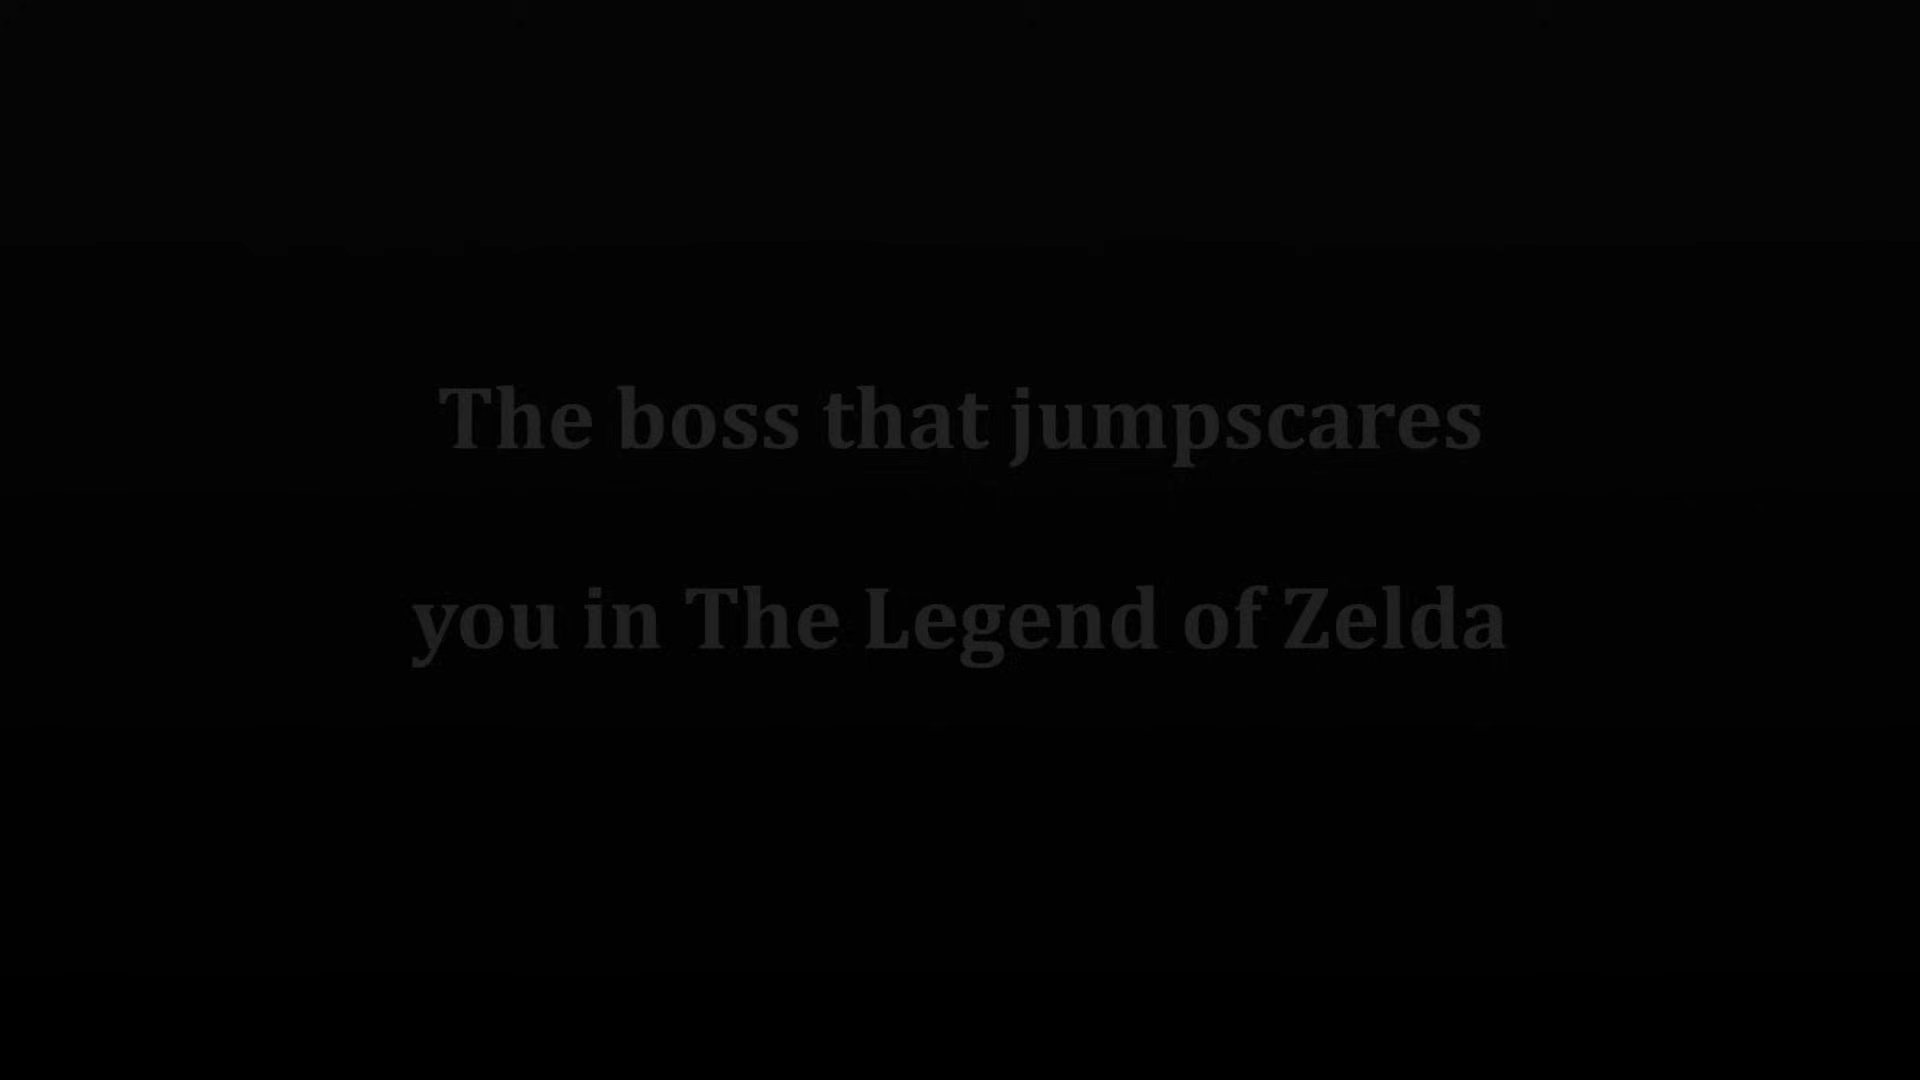 The boss that jumpscares
you in The Legend of Zelda